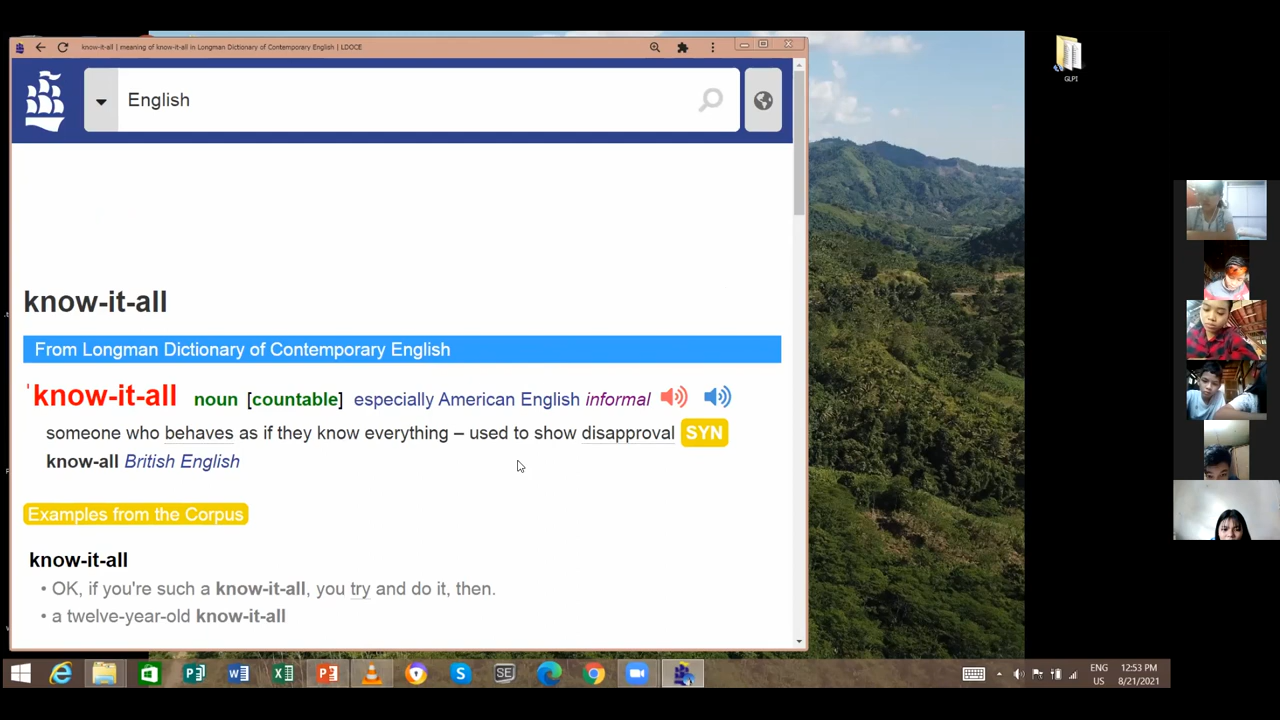 know-it-all | meaning of know-it-all in Longman Dictionary of Contemporary English | LDOCE
English
GLPI
know-it-all
From Longman Dictionary of Contemporary English
ˈknow-it-all noun [countable] especially American English informal
someone who behaves as if they know everything – used to show disapproval SYN
know-all British English
Examples from the Corpus
know-it-all
• OK, if you're such a know-it-all, you try and do it, then.
• a twelve-year-old know-it-all
SE
ENG 12:53 PM
US 8/21/2021